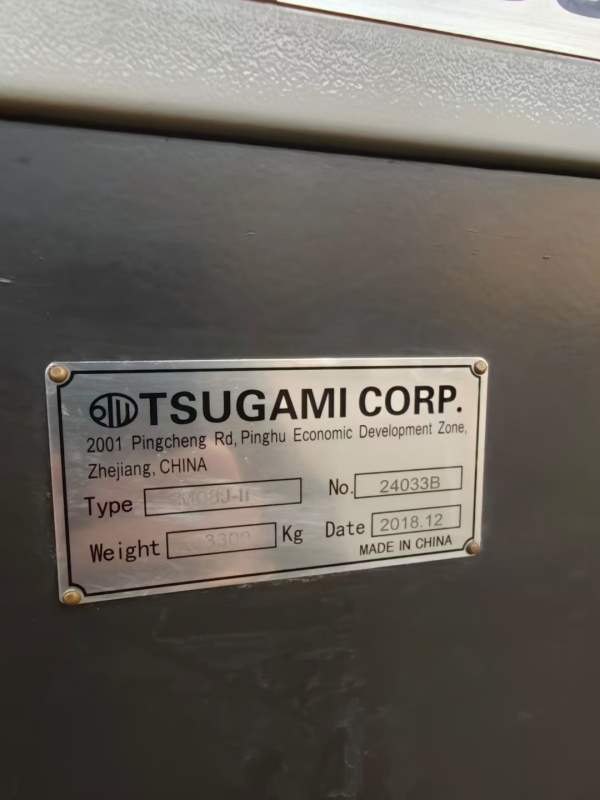 TSUGAMI CORP.
2001 Pingcheng Rd, Pinghu Economic Development Zone,
Zhejiang, CHINA
Type
No. 24033B
Weight Kg
Date 2018.12
MADE IN CHINA